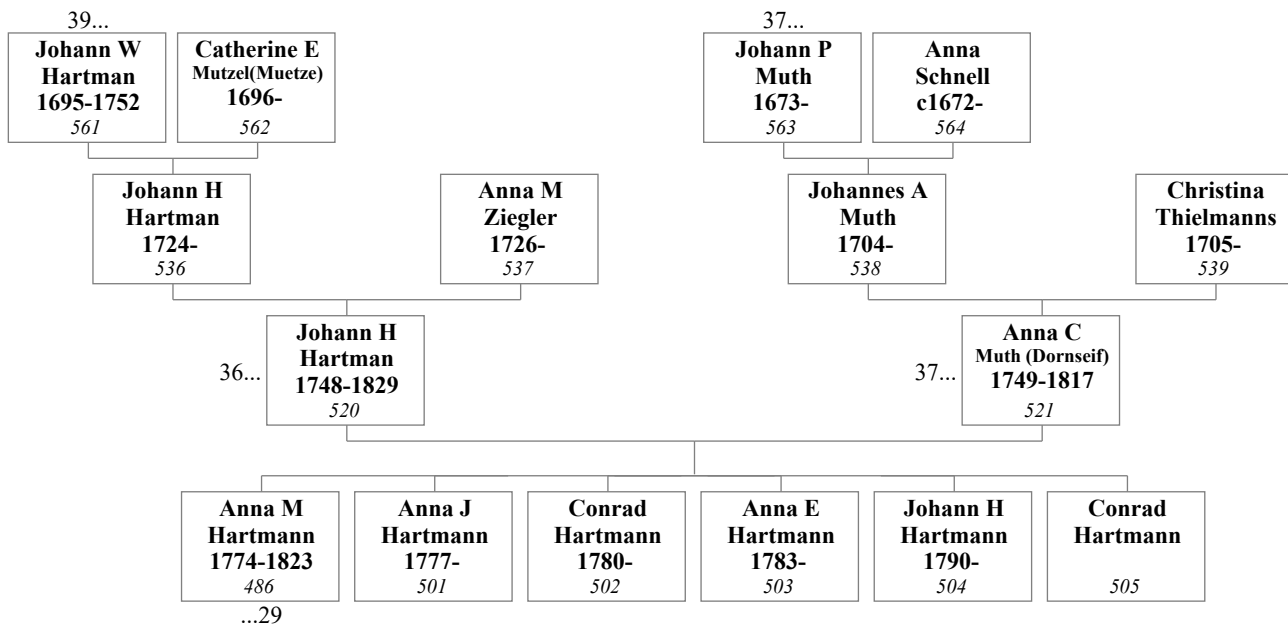 39...
Johann W
Hartman
1695-1752
561
Catherine E
Mutzel(Muetze)
1696-
562
37...
Johann P
Muth
1673-
563
Anna
Schnell
c1672-
564
Johann H
Hartman
1724-
536
Anna M
Ziegler
1726-
537
Johannes A
Muth
1704-
538
Christina
Thielmanns
1705-
539
36...
Johann H
Hartman
1748-1829
520
37...
Anna C
Muth (Dornseif)
1749-1817
521
Anna M
Hartmann
1774-1823
486
...29
Anna J
Hartmann
1777-
501
Conrad
Hartmann
1780-
502
Anna E
Hartmann
1783-
503
Johann H
Hartmann
1790-
504
Conrad
Hartmann
505